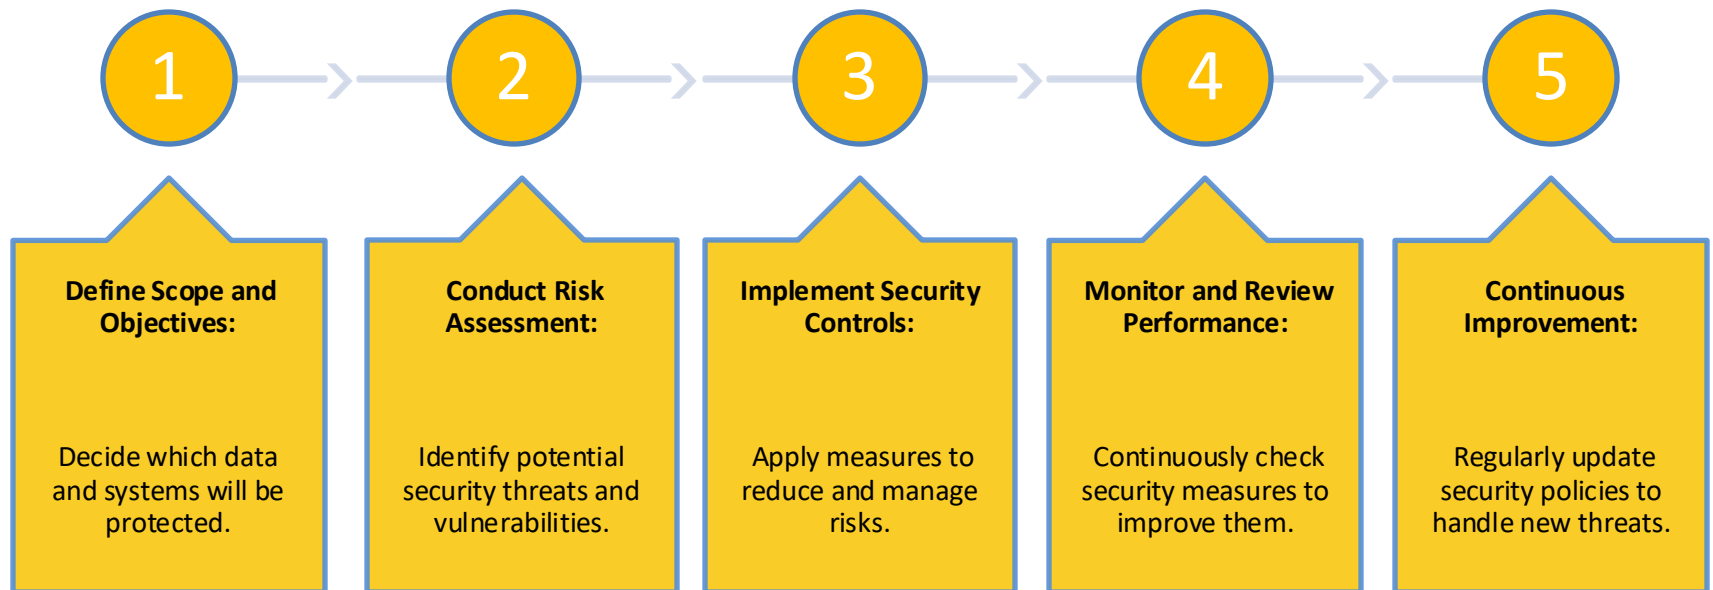 1
2
3
4
5
Define Scope and
Objectives:
Decide which data
and systems will be
protected.
Conduct Risk
Assessment:
Identify potential
security threats and
vulnerabilities.
Implement Security
Controls:
Apply measures to
reduce and manage
risks.
Monitor and Review
Performance:
Continuously check
security measures to
improve them.
Continuous
Improvement:
Regularly update
security policies to
handle new threats.